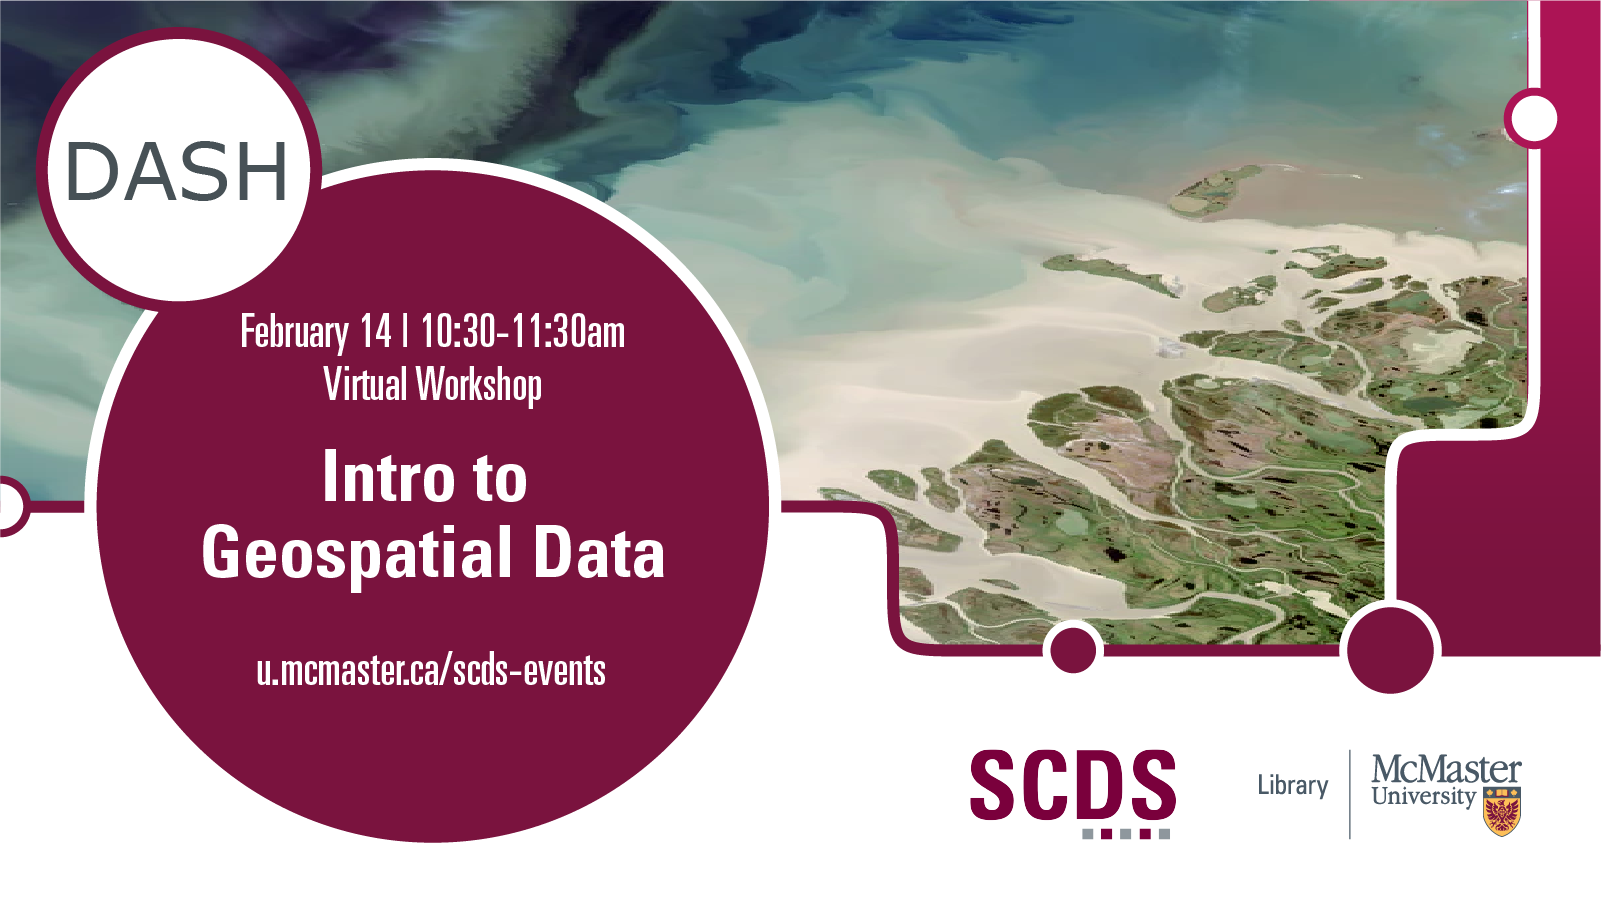 DASH
February 14 | 10:30-11:30am
Virtual Workshop
Intro to
Geospatial Data
u.mcmaster.ca/scds-events
SCDS
Library
McMaster
University